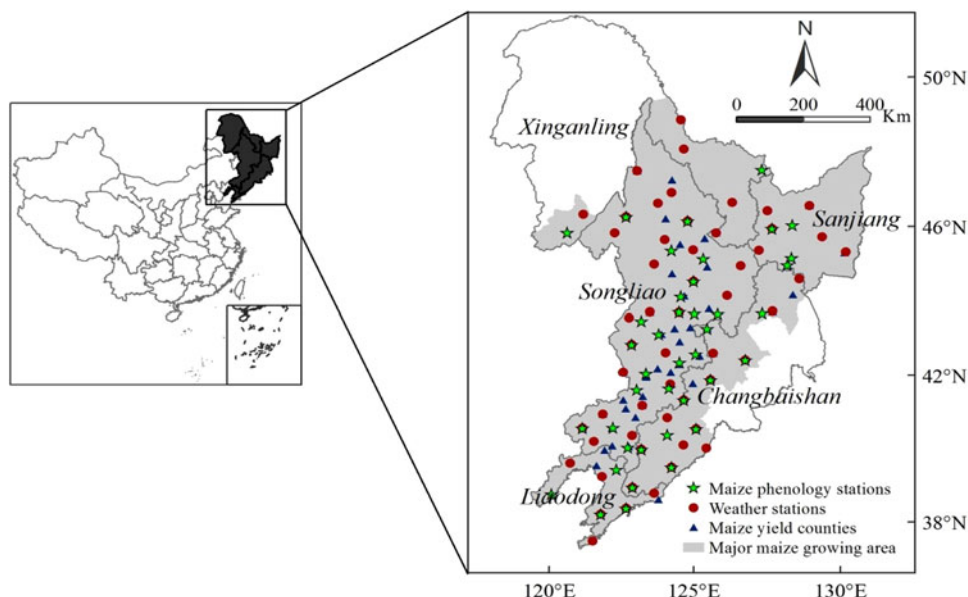 N
50°N
0 200 400
Km
Xinganling
Sanjiang
46°N
Songliao
42°N
Changbaishan
Liaodong
Maize phenology stations
Weather stations
Maize yield counties
38°N
Major maize growing area
120°E 125°E 130°E